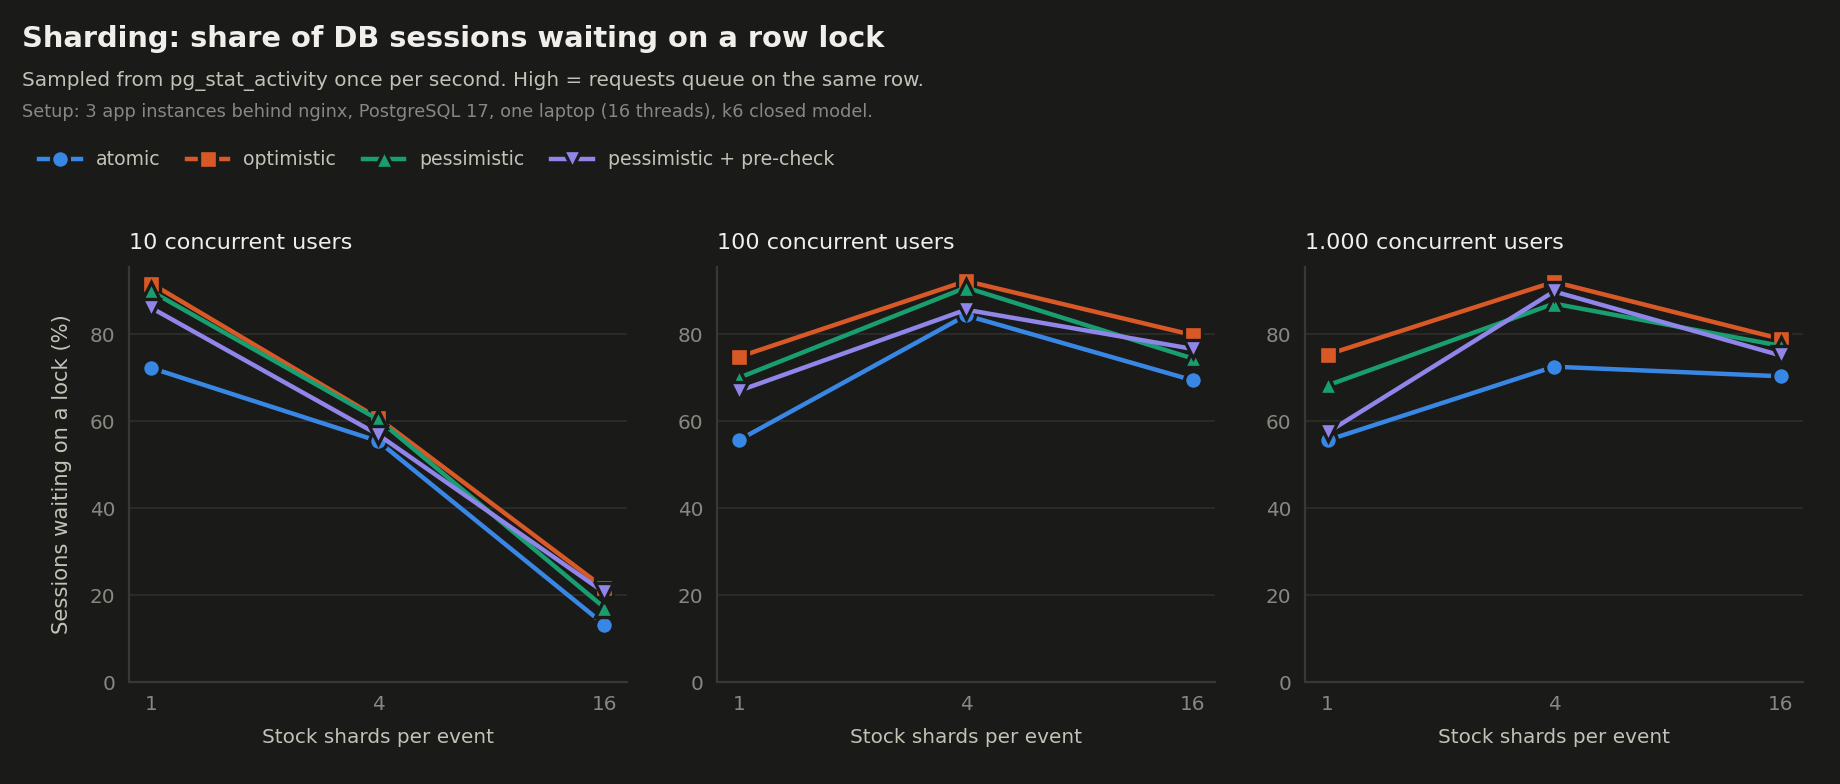 Sharding: share of DB sessions waiting on a row lock
Sampled from pg_stat_activity once per second. High = requests queue on the same row.
Setup: 3 app instances behind nginx, PostgreSQL 17, one laptop (16 threads), k6 closed model.
atomic optimistic pessimistic pessimistic + pre-check
10 concurrent users
Sessions waiting on a lock (%)
80
60
40
20
0
1 4 16
Stock shards per event
100 concurrent users
80
60
40
20
0
1 4 16
Stock shards per event
1.000 concurrent users
80
60
40
20
0
1 4 16
Stock shards per event